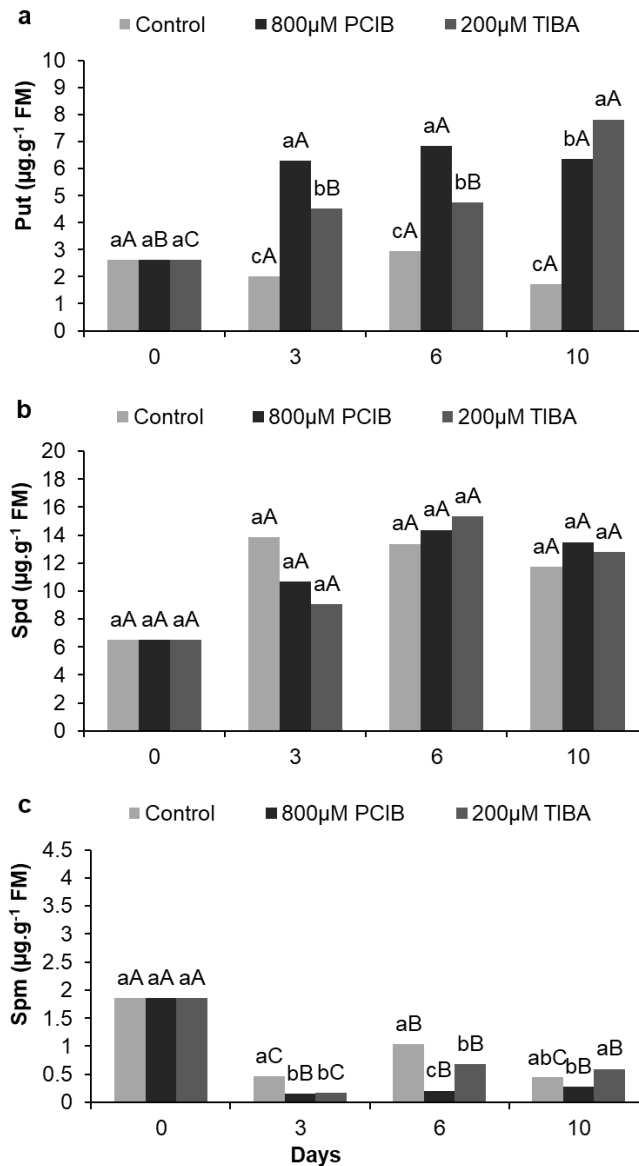 a
Control 800µM PCIB 200µM TIBA
Put (µg.g⁻¹ FM)
10
9
8
7
6
5
4
3
2
1
0
aA aB aC
cA aA bB
cA aA bB
cA bA aA
0 3 6 10
b
Control 800µM PCIB 200µM TIBA
Spd (µg.g⁻¹ FM)
20
18
16
14
12
10
8
6
4
2
0
aA aA aA
aA aA aA
aA aA aA
aA aA aA
0 3 6 10
c
Control 800µM PCIB 200µM TIBA
Spm (µg.g⁻¹ FM)
4.5
4
3.5
3
2.5
2
1.5
1
0.5
0
aA aA aA
aC bB bC
aB cB bB
abC bB aB
0 3 6 10
Days